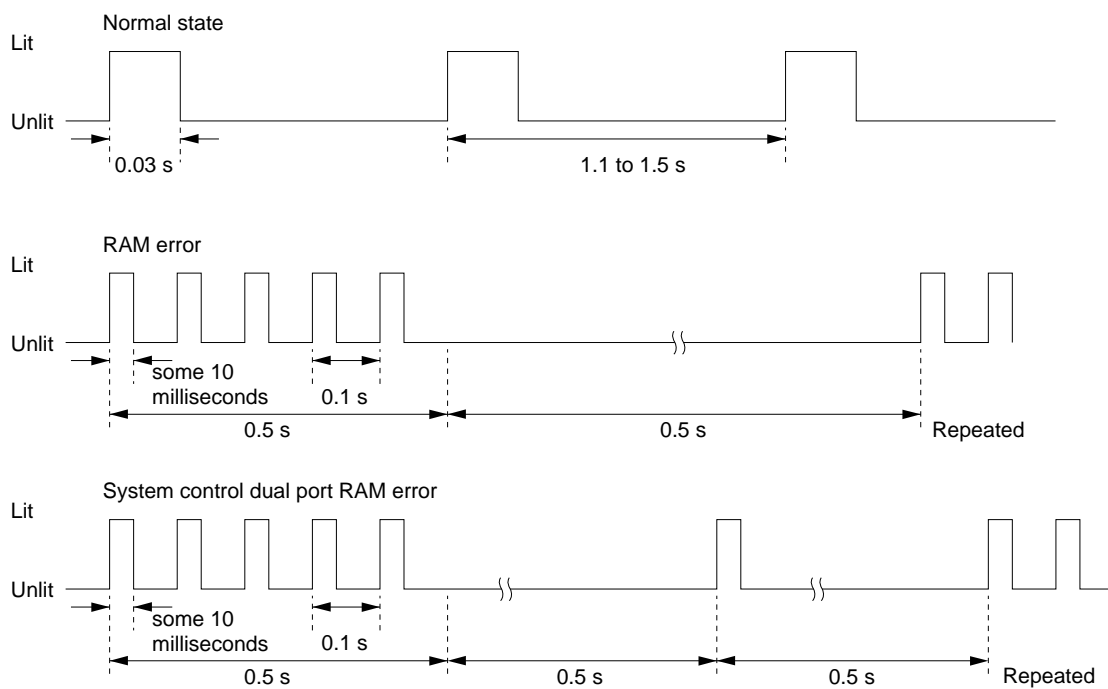 Normal state
Lit
Unlit
0.03 s
1.1 to 1.5 s
RAM error
Lit
Unlit
some 10
milliseconds
0.1 s
0.5 s
0.5 s
Repeated
System control dual port RAM error
Lit
Unlit
some 10
milliseconds
0.1 s
0.5 s
0.5 s
0.5 s
Repeated